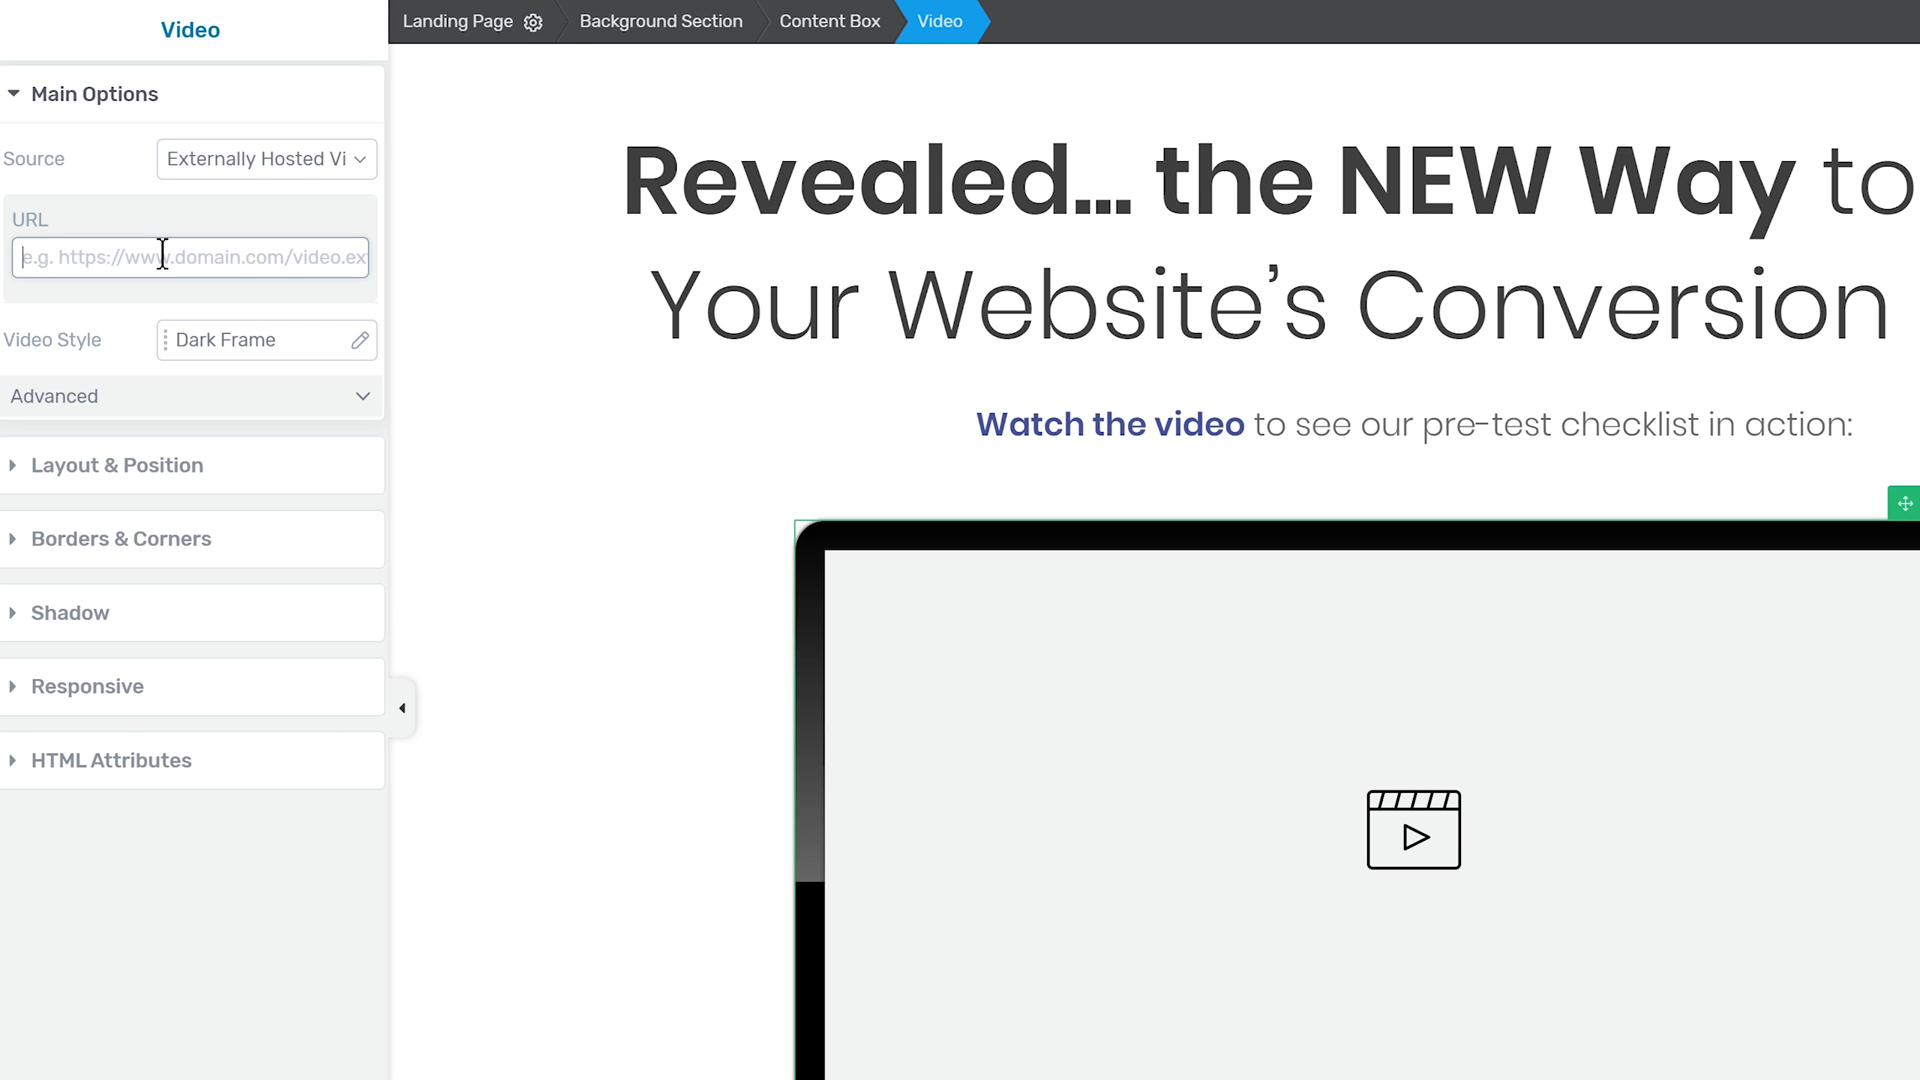 Video
Main Options
Source
Externally Hosted Vi
URL
e.g. https://www.domain.com/video.ex
Video Style
Dark Frame
Advanced
Layout & Position
Borders & Corners
Shadow
Responsive
HTML Attributes
Landing Page
Background Section
Content Box
Video
Revealed... the NEW Way to
Your Website's Conversion
Watch the video to see our pre-test checklist in action: